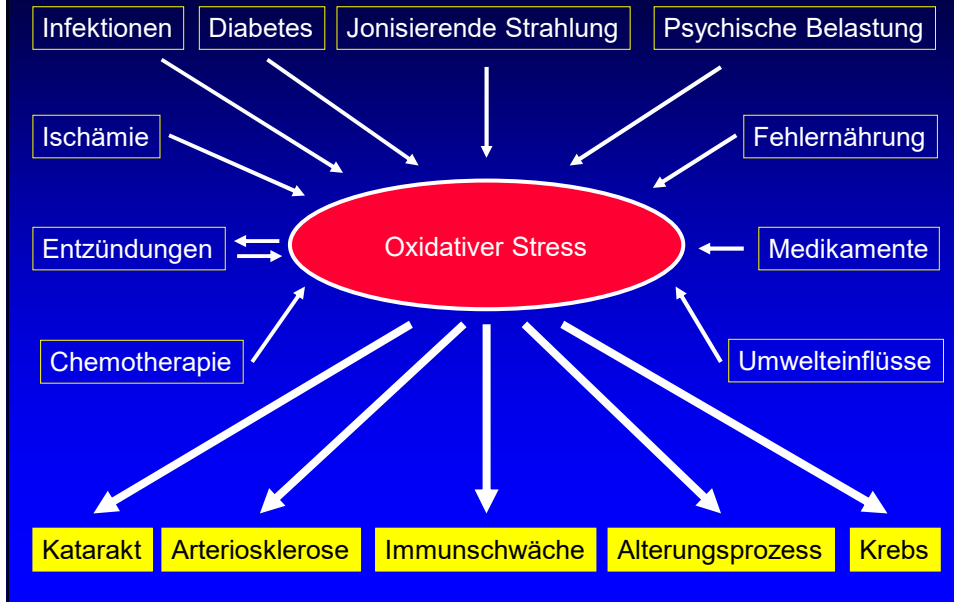 Infektionen
Diabetes
Jonisierende Strahlung
Psychische Belastung
Ischämie
Fehlernährung
Entzündungen
Oxidativer Stress
Medikamente
Chemotherapie
Umwelteinflüsse
Katarakt
Arteriosklerose
Immunschwäche
Alterungsprozess
Krebs